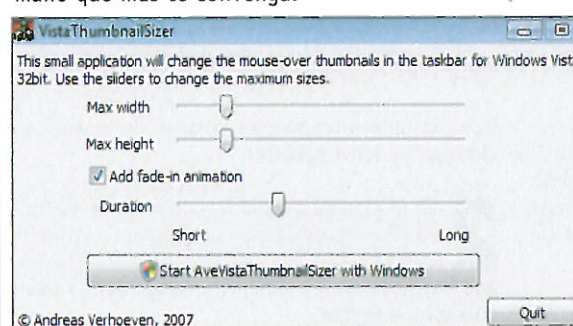 VistaThumbnailSizer
This small application will change the mouse-over thumbnails in the taskbar for Windows Vist
32bit. Use the sliders to change the maximum sizes.
Max width
Max height
Add fade-in animation
Duration
Short Long
Start AveVistaThumbnailSizer with Windows
© Andreas Verhoeven, 2007
Quit